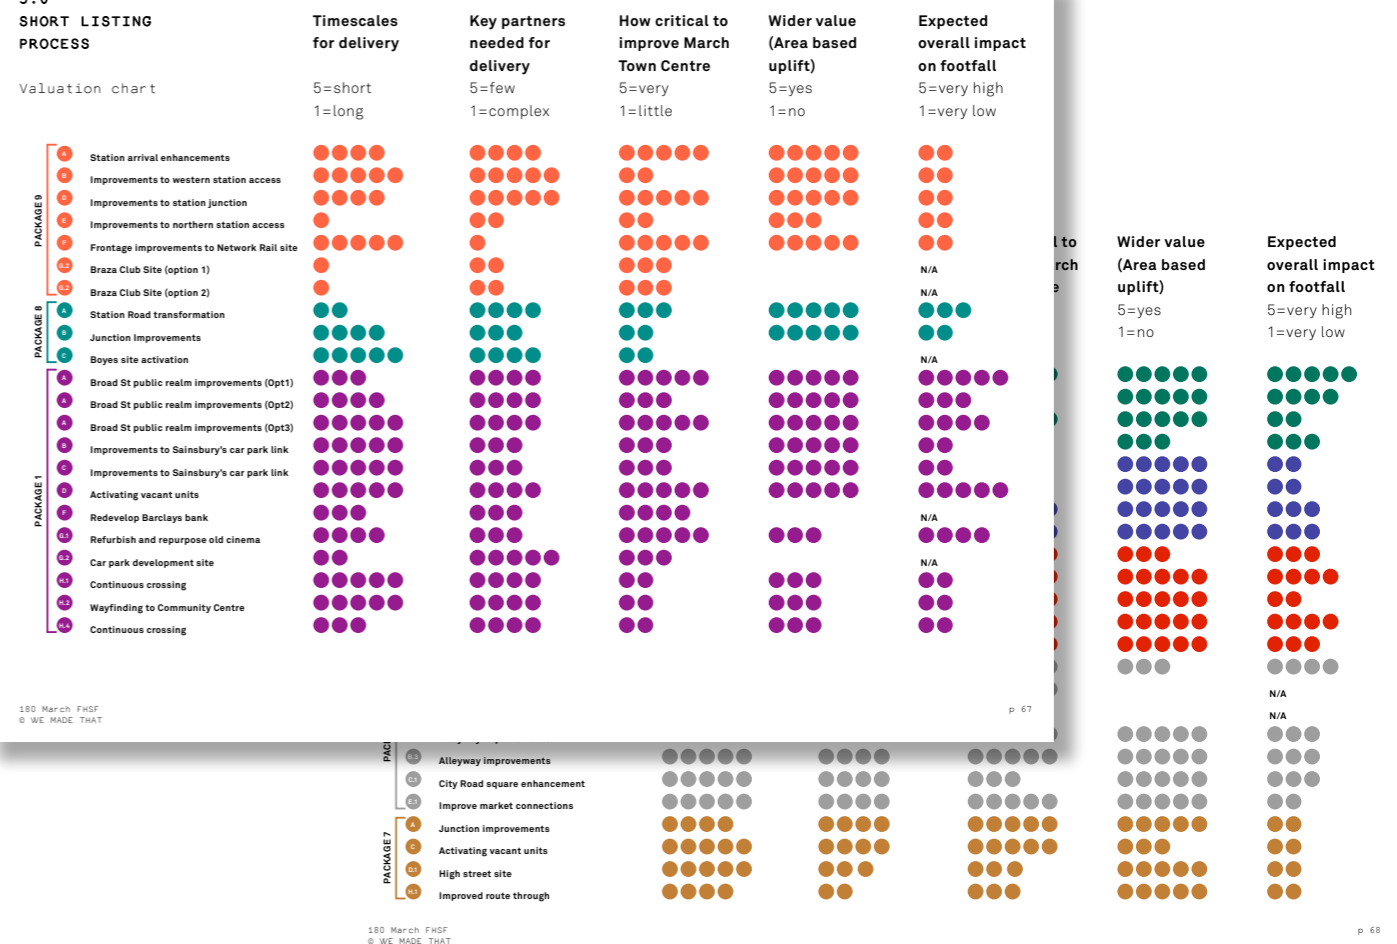 SHORT LISTING
PROCESS
Valuation chart
Timescales
for delivery
5=short
1=long
Key partners
needed for
delivery
5=few
1=complex
How critical to
improve March
Town Centre
5=very
1=little
Wider value
(Area based
uplift)
5=yes
1=no
Expected
overall impact
on footfall
5=very high
1=very low
PACKAGE 9
A Station arrival enhancements
B Improvements to western station access
D Improvements to station junction
E Improvements to northern station access
F Frontage improvements to Network Rail site
G.2 Braza Club Site (option 1) N/A
G.2 Braza Club Site (option 2) N/A
PACKAGE 8
A Station Road transformation
B Junction Improvements
C Boyes site activation N/A
PACKAGE 1
A Broad St public realm improvements (Opt1)
A Broad St public realm improvements (Opt2)
A Broad St public realm improvements (Opt3)
B Improvements to Sainsbury's car park link
C Improvements to Sainsbury's car park link
D Activating vacant units
F Redevelop Barclays bank N/A
G.1 Refurbish and repurpose old cinema
G.2 Car park development site N/A
H.1 Continuous crossing
H.2 Wayfinding to Community Centre
H.4 Continuous crossing
180 March FHSF
© WE MADE THAT
p 67
l to
rch
e
Wider value
(Area based
uplift)
5=yes
1=no
Expected
overall impact
on footfall
5=very high
1=very low
N/A
N/A
Alleyway improvements
C.1 City Road square enhancement
E.1 Improve market connections
PACKAGE 7
A Junction improvements
C Activating vacant units
D.1 High street site
H.1 Improved route through
180 March FHSF
© WE MADE THAT
p 68